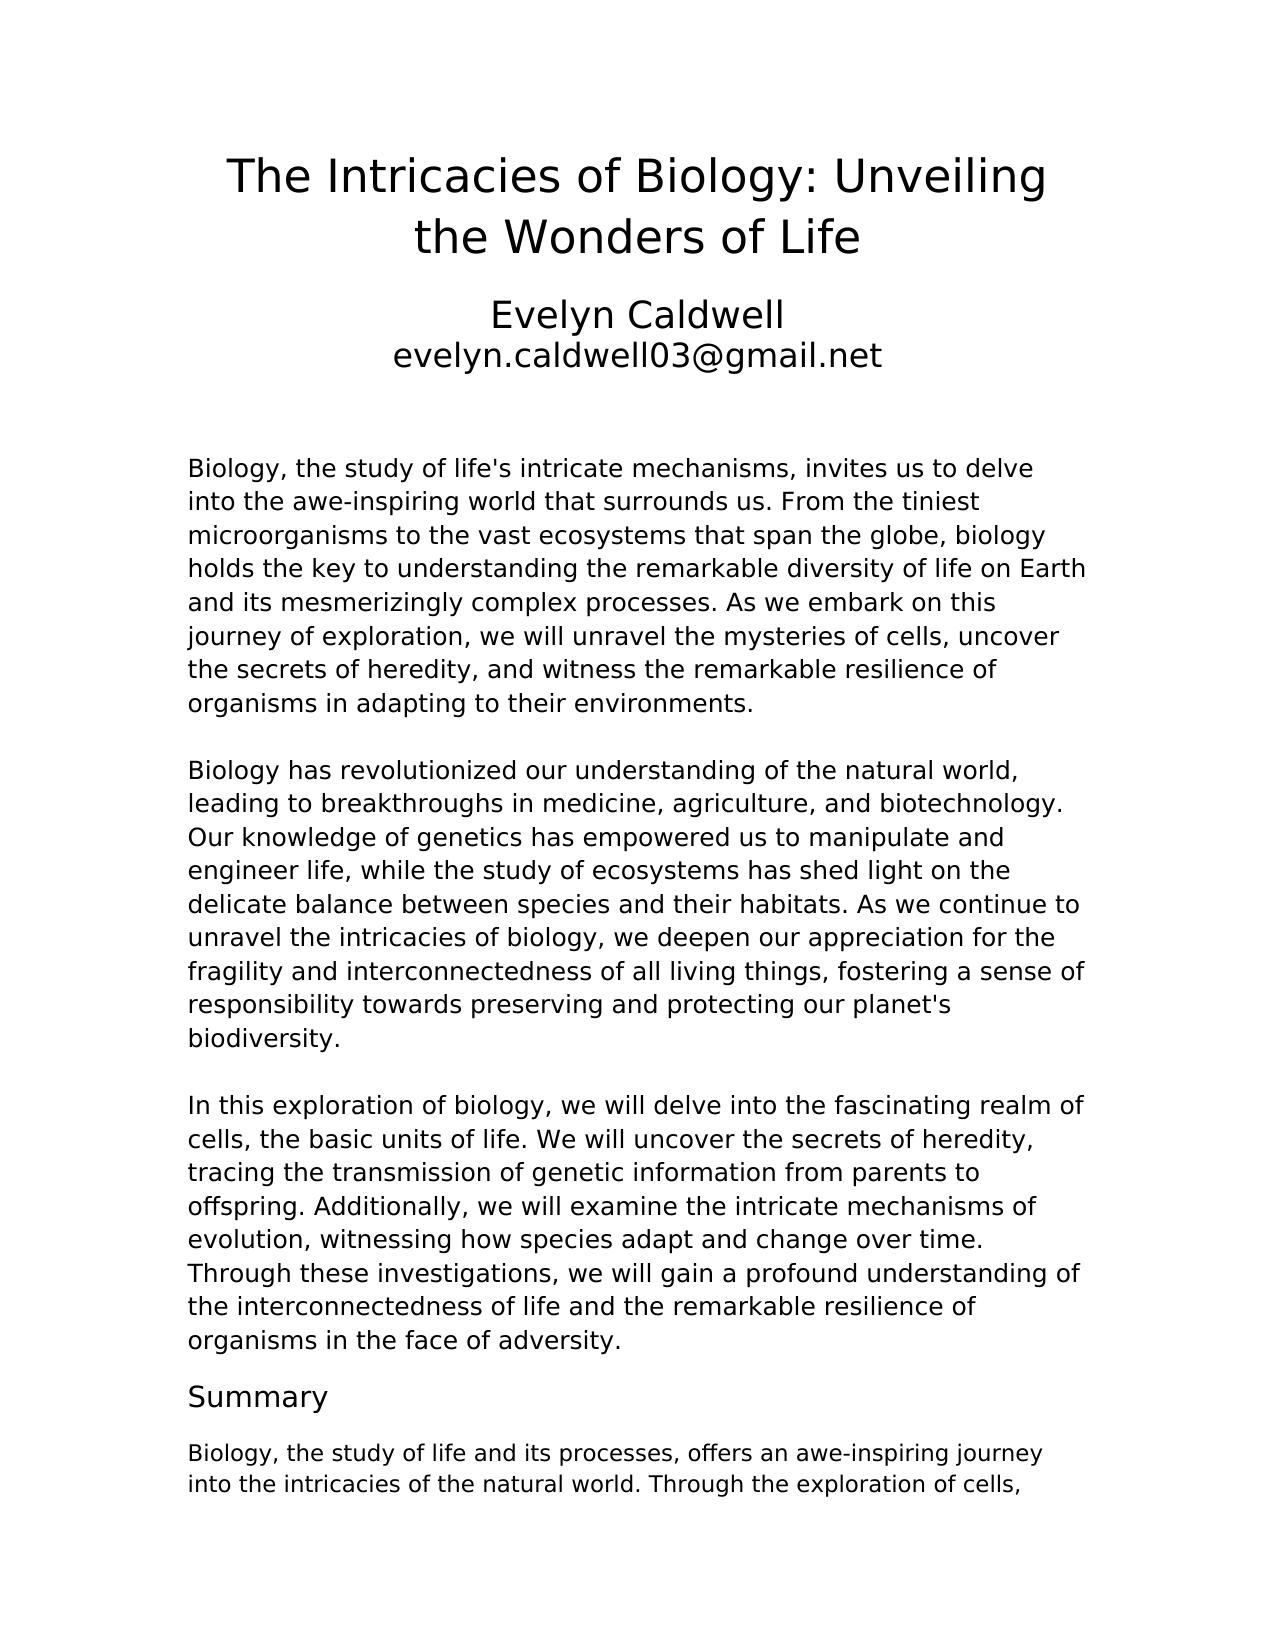 The Intricacies of Biology: Unveiling
the Wonders of Life
Evelyn Caldwell
evelyn.caldwell03@gmail.net
Biology, the study of life's intricate mechanisms, invites us to delve
into the awe-inspiring world that surrounds us. From the tiniest
microorganisms to the vast ecosystems that span the globe, biology
holds the key to understanding the remarkable diversity of life on Earth
and its mesmerizingly complex processes. As we embark on this
journey of exploration, we will unravel the mysteries of cells, uncover
the secrets of heredity, and witness the remarkable resilience of
organisms in adapting to their environments.
Biology has revolutionized our understanding of the natural world,
leading to breakthroughs in medicine, agriculture, and biotechnology.
Our knowledge of genetics has empowered us to manipulate and
engineer life, while the study of ecosystems has shed light on the
delicate balance between species and their habitats. As we continue to
unravel the intricacies of biology, we deepen our appreciation for the
fragility and interconnectedness of all living things, fostering a sense of
responsibility towards preserving and protecting our planet's
biodiversity.
In this exploration of biology, we will delve into the fascinating realm of
cells, the basic units of life. We will uncover the secrets of heredity,
tracing the transmission of genetic information from parents to
offspring. Additionally, we will examine the intricate mechanisms of
evolution, witnessing how species adapt and change over time.
Through these investigations, we will gain a profound understanding of
the interconnectedness of life and the remarkable resilience of
organisms in the face of adversity.
Summary
Biology, the study of life and its processes, offers an awe-inspiring journey
into the intricacies of the natural world. Through the exploration of cells,